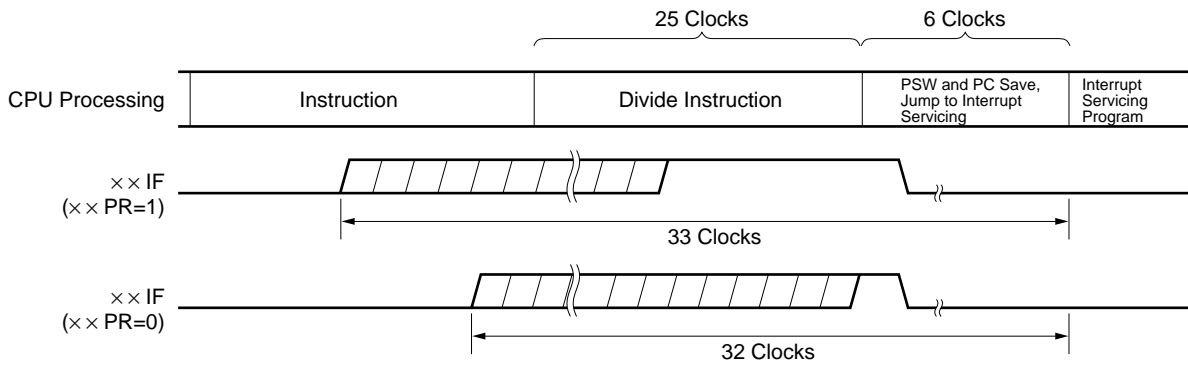 25 Clocks
6 Clocks
CPU Processing
Instruction
Divide Instruction
PSW and PC Save,
Jump to Interrupt
Servicing
Interrupt
Servicing
Program
×× IF
(×× PR=1)
33 Clocks
×× IF
(×× PR=0)
32 Clocks